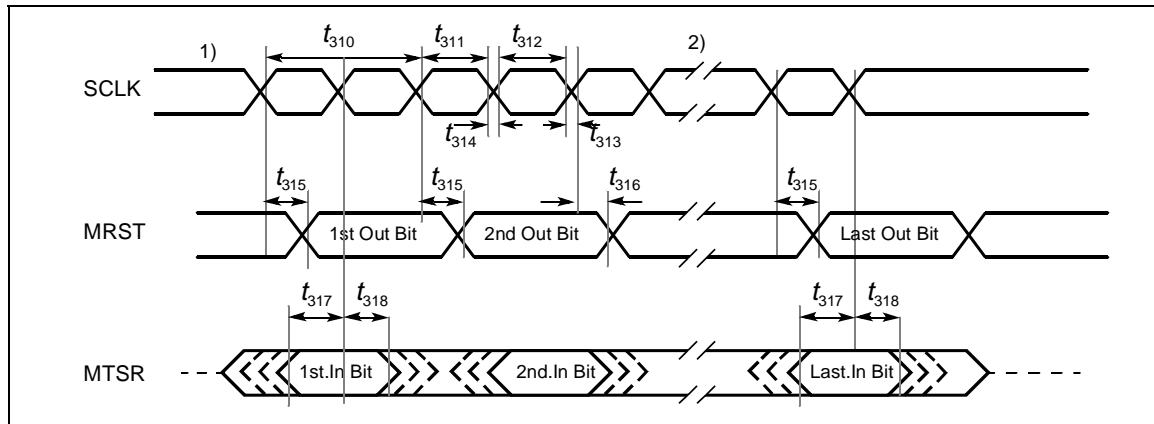 1) t310 t311 t312 2)
SCLK
t314 t313
t315 t315 t316 t315
MRST 1st Out Bit 2nd Out Bit Last Out Bit
t317 t318 t317 t318
MTSR 1st.In Bit 2nd.In Bit Last.In Bit